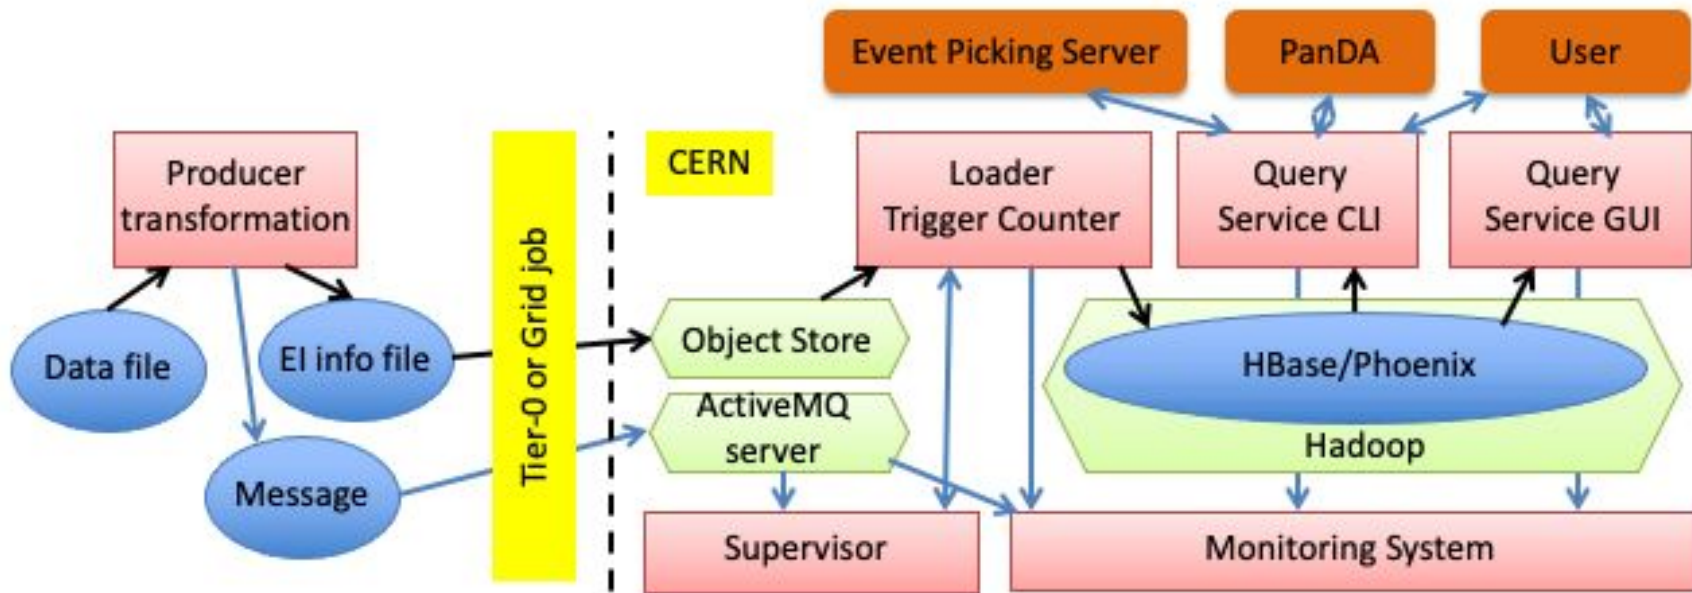 Event Picking Server
PanDA
User
Producer
transformation
CERN
Loader
Trigger Counter
Query
Service CLI
Query
Service GUI
Data file
EI info file
Message
Tier-0 or Grid job
Object Store
ActiveMQ
server
HBase/Phoenix
Hadoop
Supervisor
Monitoring System